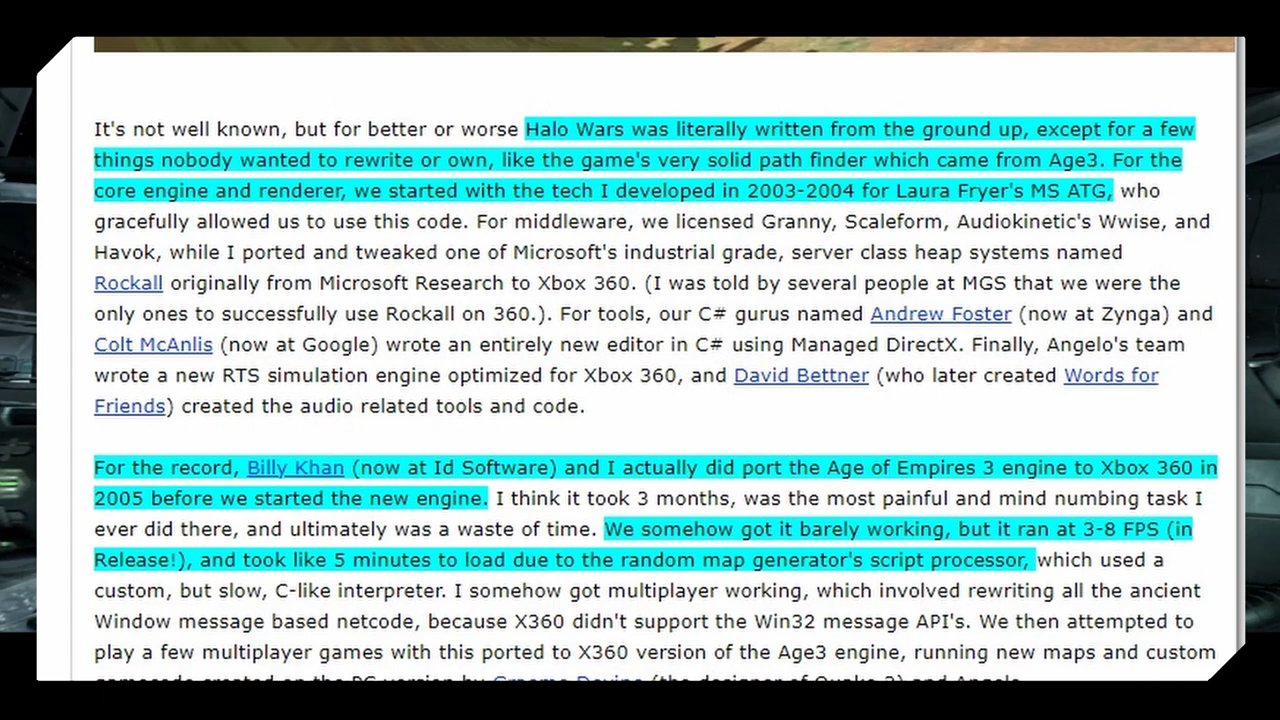 It's not well known, but for better or worse Halo Wars was literally written from the ground up, except for a few
things nobody wanted to rewrite or own, like the game's very solid path finder which came from Age3. For the
core engine and renderer, we started with the tech I developed in 2003-2004 for Laura Fryer's MS ATG, who
gracefully allowed us to use this code. For middleware, we licensed Granny, Scaleform, Audiokinetic's Wwise, and
Havok, while I ported and tweaked one of Microsoft's industrial grade, server class heap systems named
Rockall originally from Microsoft Research to Xbox 360. (I was told by several people at MGS that we were the
only ones to successfully use Rockall on 360.). For tools, our C# gurus named Andrew Foster (now at Zynga) and
Colt McAnlis (now at Google) wrote an entirely new editor in C# using Managed DirectX. Finally, Angelo's team
wrote a new RTS simulation engine optimized for Xbox 360, and David Bettner (who later created Words for
Friends) created the audio related tools and code.
For the record, Billy Khan (now at Id Software) and I actually did port the Age of Empires 3 engine to Xbox 360 in
2005 before we started the new engine. I think it took 3 months, was the most painful and mind numbing task I
ever did there, and ultimately was a waste of time. We somehow got it barely working, but it ran at 3-8 FPS (in
Release!), and took like 5 minutes to load due to the random map generator's script processor, which used a
custom, but slow, C-like interpreter. I somehow got multiplayer working, which involved rewriting all the ancient
Window message based netcode, because X360 didn't support the Win32 message API's. We then attempted to
play a few multiplayer games with this ported to X360 version of the Age3 engine, running new maps and custom
gamecode created on the PC version by Graeme Devine (the designer of Quake 3) and Angelo